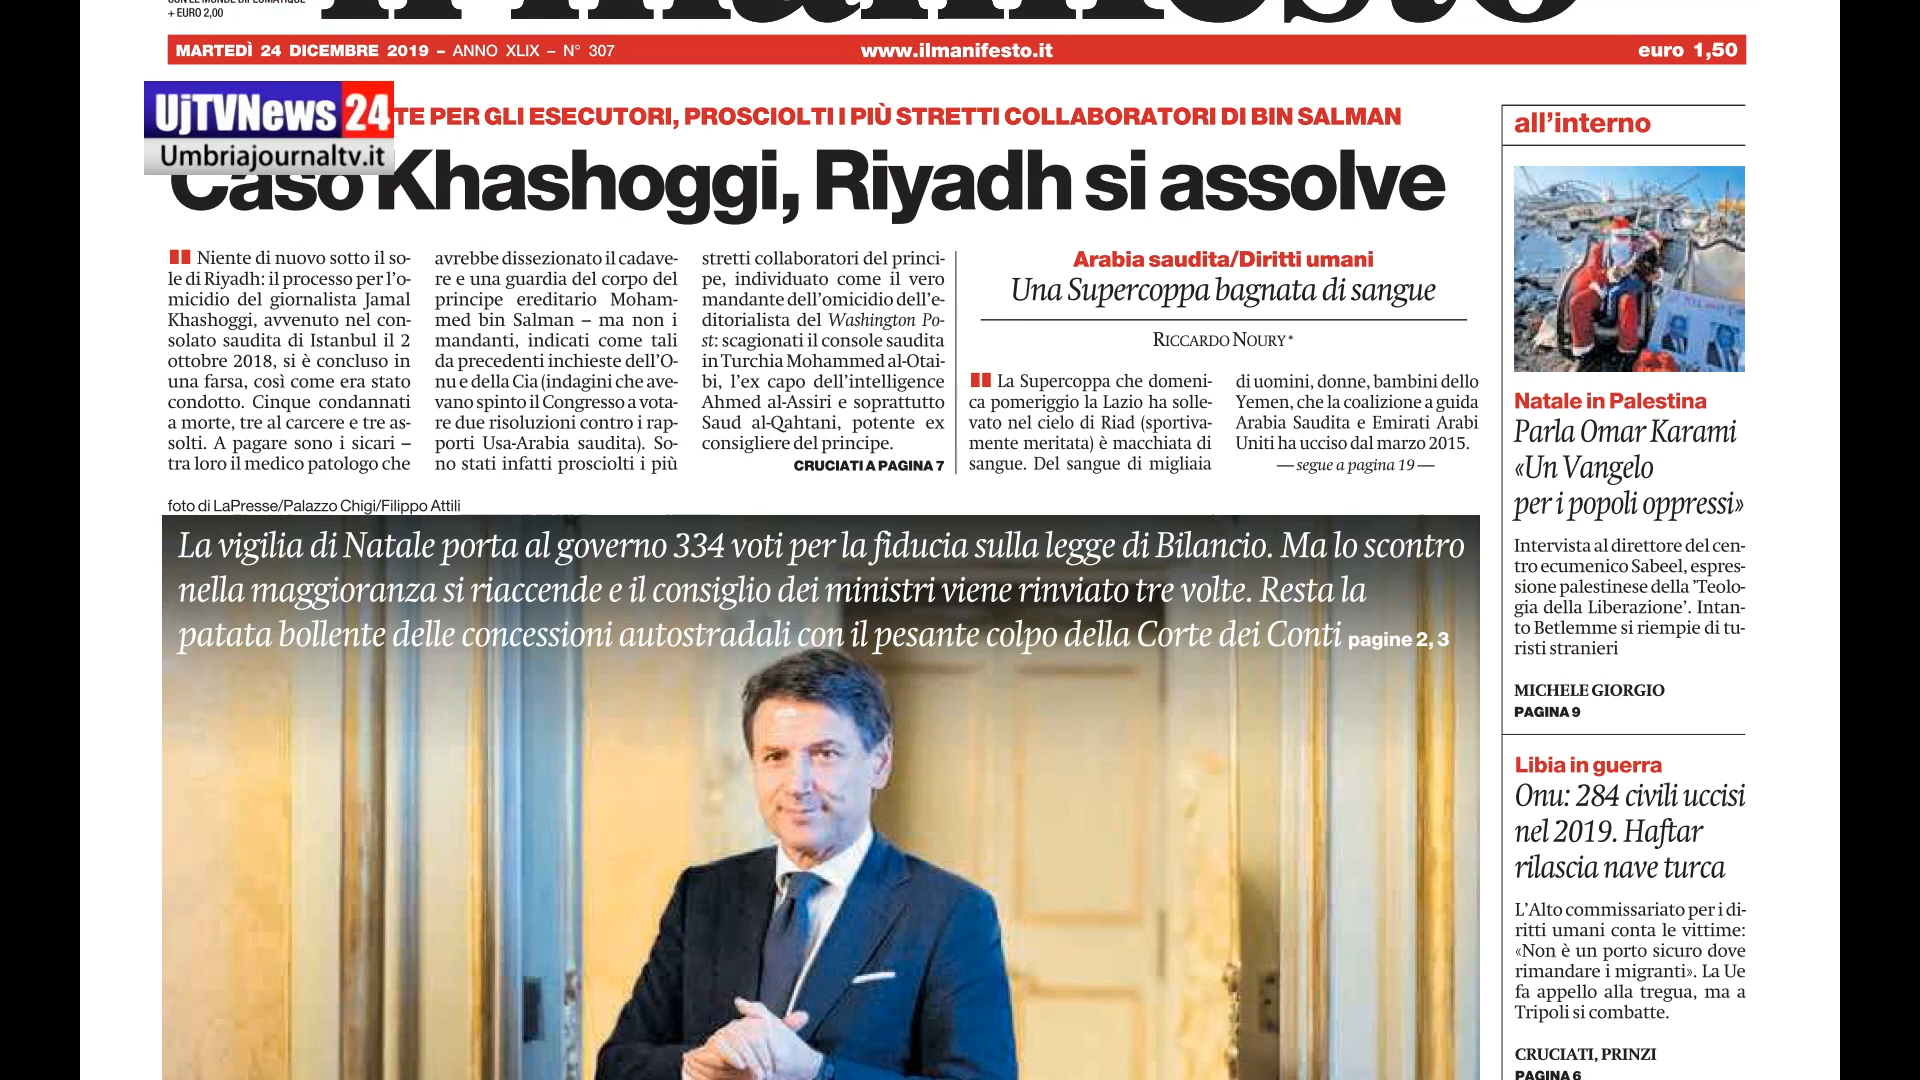 CON LE MONDE DIPLOMATIQUE
+ EURO 2,00
il manifesto
MARTEDÌ 24 DICEMBRE 2019 – ANNO XLIX – N° 307
www.ilmanifesto.it
euro 1,50
UjTVNews 24
Umbriajournaltv.it
TE PER GLI ESECUTORI, PROSCIOLTI I PIÙ STRETTI COLLABORATORI DI BIN SALMAN
Caso Khashoggi, Riyadh si assolve
Niente di nuovo sotto il so-
le di Riyadh: il processo per l'o-
micidio del giornalista Jamal
Khashoggi, avvenuto nel con-
solato saudita di Istanbul il 2
ottobre 2018, si è concluso in
una farsa, così come era stato
condotto. Cinque condannati
a morte, tre al carcere e tre as-
solti. A pagare sono i sicari –
tra loro il medico patologo che
avrebbe dissezionato il cadave-
re e una guardia del corpo del
principe ereditario Moham-
med bin Salman – ma non i
mandanti, indicati come tali
da precedenti inchieste dell'O-
nu e della Cia (indagini che ave-
vano spinto il Congresso a vota-
re due risoluzioni contro i rap-
porti Usa-Arabia saudita). So-
no stati infatti prosciolti i più
stretti collaboratori del princi-
pe, individuato come il vero
mandante dell'omicidio dell'e-
ditorialista del Washington Po-
st: scagionati il console saudita
in Turchia Mohammed al-Otai-
bi, l'ex capo dell'intelligence
Ahmed al-Assiri e soprattutto
Saud al-Qahtani, potente ex
consigliere del principe.
CRUCIATI A PAGINA 7
Arabia saudita/Diritti umani
Una Supercoppa bagnata di sangue
RICCARDO NOURY*
La Supercoppa che domeni-
ca pomeriggio la Lazio ha solle-
vato nel cielo di Riad (sportiva-
mente meritata) è macchiata di
sangue. Del sangue di migliaia
di uomini, donne, bambini dello
Yemen, che la coalizione a guida
Arabia Saudita e Emirati Arabi
Uniti ha ucciso dal marzo 2015.
— segue a pagina 19 —
foto di LaPresse/Palazzo Chigi/Filippo Attili
La vigilia di Natale porta al governo 334 voti per la fiducia sulla legge di Bilancio. Ma lo scontro
nella maggioranza si riaccende e il consiglio dei ministri viene rinviato tre volte. Resta la
patata bollente delle concessioni autostradali con il pesante colpo della Corte dei Conti pagine 2, 3
all'interno
Natale in Palestina
Parla Omar Karami
«Un Vangelo
per i popoli oppressi»
Intervista al direttore del cen-
tro ecumenico Sabeel, espres-
sione palestinese della 'Teolo-
gia della Liberazione'. Intan-
to Betlemme si riempie di tu-
risti stranieri
MICHELE GIORGIO
PAGINA 9
Libia in guerra
Onu: 284 civili uccisi
nel 2019. Haftar
rilascia nave turca
L'Alto commissariato per i di-
ritti umani conta le vittime:
«Non è un porto sicuro dove
rimandare i migranti». La Ue
fa appello alla tregua, ma a
Tripoli si combatte.
CRUCIATI, PRINZI
PAGINA 6